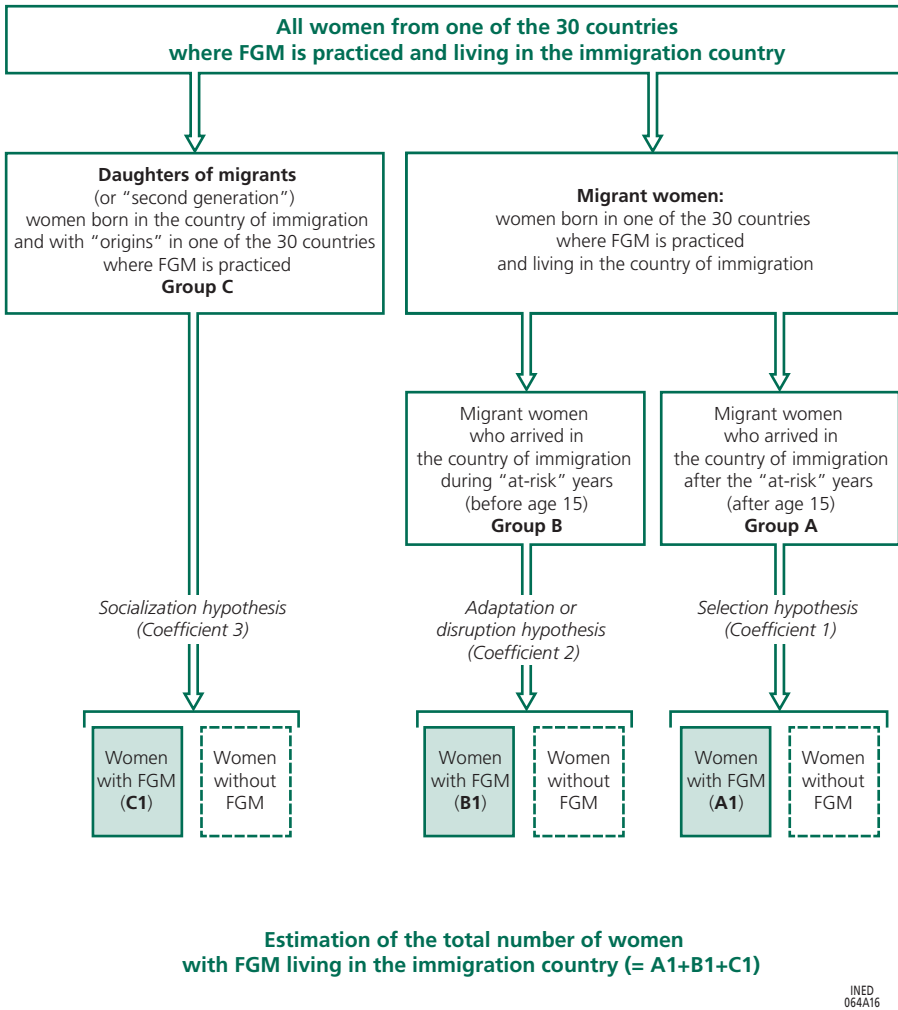 All women from one of the 30 countries
where FGM is practiced and living in the immigration country
Daughters of migrants
(or “second generation”)
women born in the country of immigration
and with “origins” in one of the 30 countries
where FGM is practiced
Group C
Migrant women:
women born in one of the 30 countries
where FGM is practiced
and living in the country of immigration
Migrant women
who arrived in
the country of immigration
during “at-risk” years
(before age 15)
Group B
Migrant women
who arrived in
the country of immigration
after the “at-risk” years
(after age 15)
Group A
Socialization hypothesis
(Coefficient 3)
Adaptation or
disruption hypothesis
(Coefficient 2)
Selection hypothesis
(Coefficient 1)
Women
with FGM
(C1)
Women
without
FGM
Women
with FGM
(B1)
Women
without
FGM
Women
with FGM
(A1)
Women
without
FGM
Estimation of the total number of women
with FGM living in the immigration country (= A1+B1+C1)
INED
064A16